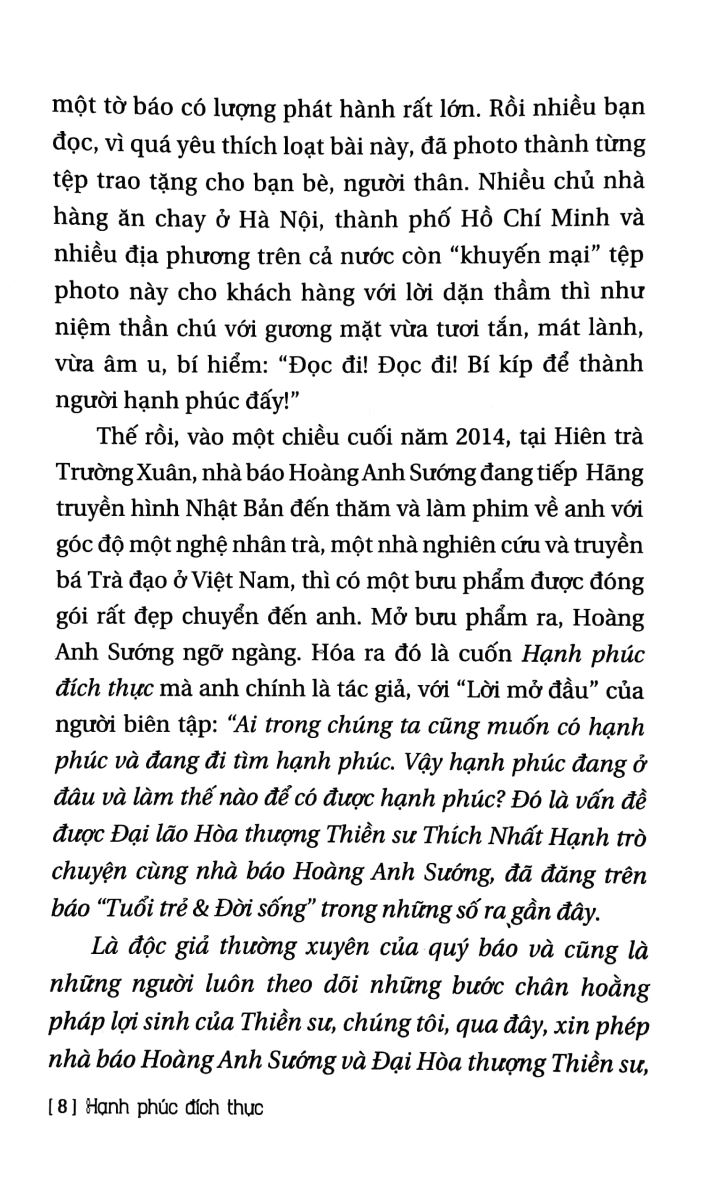 một tờ báo có lượng phát hành rất lớn. Rồi nhiều bạn
đọc, vì quá yêu thích loạt bài này, đã photo thành từng
tệp trao tặng cho bạn bè, người thân. Nhiều chủ nhà
hàng ăn chay ở Hà Nội, thành phố Hồ Chí Minh và
nhiều địa phương trên cả nước còn “khuyến mại” tệp
photo này cho khách hàng với lời dặn thầm thì như
niệm thần chú với gương mặt vừa tươi tắn, mát lành,
vừa âm u, bí hiểm: “Đọc đi! Đọc đi! Bí kíp để thành
người hạnh phúc đấy!”
Thế rồi, vào một chiều cuối năm 2014, tại Hiên trà
Trường Xuân, nhà báo Hoàng Anh Sướng đang tiếp Hãng
truyền hình Nhật Bản đến thăm và làm phim về anh với
góc độ một nghệ nhân trà, một nhà nghiên cứu và truyền
bá Trà đạo ở Việt Nam, thì có một bưu phẩm được đóng
gói rất đẹp chuyển đến anh. Mở bưu phẩm ra, Hoàng
Anh Sướng ngỡ ngàng. Hóa ra đó là cuốn Hạnh phúc
đích thực mà anh chính là tác giả, với “Lời mở đầu” của
người biên tập: “Ai trong chúng ta cũng muốn có hạnh
phúc và đang đi tìm hạnh phúc. Vậy hạnh phúc đang ở
đâu và làm thế nào để có được hạnh phúc? Đó là vấn đề
được Đại lão Hòa thượng Thiền sư Thích Nhất Hạnh trò
chuyện cùng nhà báo Hoàng Anh Sướng, đã đăng trên
báo “Tuổi trẻ & Đời sống” trong những số ra gần đây.
Là độc giả thường xuyên của quý báo và cũng là
những người luôn theo dõi những bước chân hoằng
pháp lợi sinh của Thiền sư, chúng tôi, qua đây, xin phép
nhà báo Hoàng Anh Sướng và Đại Hòa thượng Thiền sư,
[ 8 ] Hạnh phúc đích thực